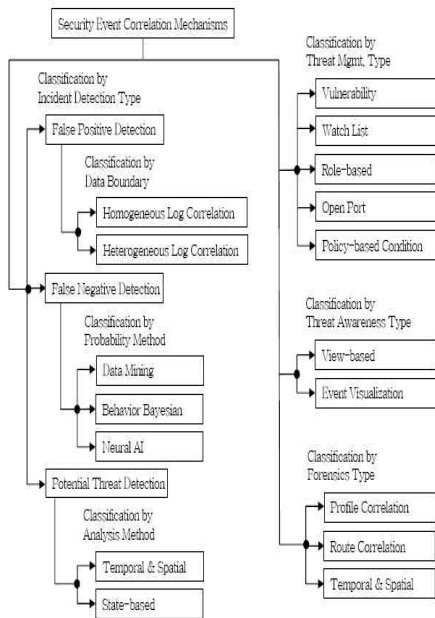 Security Event Correlation Mechanisms
Classification by
Incident Detection Type
False Positive Detection
Classification by
Data Boundary
Homogeneous Log Correlation
Heterogeneous Log Correlation
False Negative Detection
Classification by
Probability Method
Data Mining
Behavior Bayesian
Neural AI
Potential Threat Detection
Classification by
Analysis Method
Temporal & Spatial
State-based
Classification by
Threat Mgmt, Type
Vulnerability
Watch List
Role-based
Open Port
Policy-based Condition
Classification by
Threat Awareness Type
View-based
Event Visualization
Classification by
Forensics Type
Profile Correlation
Route Correlation
Temporal & Spatial